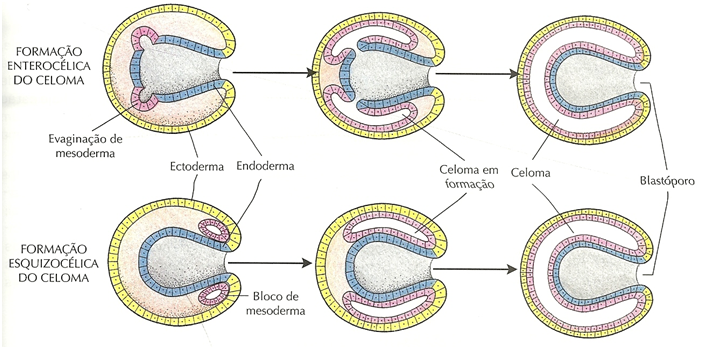 FORMAÇÃO
ENTEROCÉLICA
DO CELOMA
Evaginação de
mesoderma
Ectoderma
Endoderma
Celoma em
formação
Celoma
Blastóporo
FORMAÇÃO
ESQUIZOCÉLICA
DO CELOMA
Bloco de
mesoderma